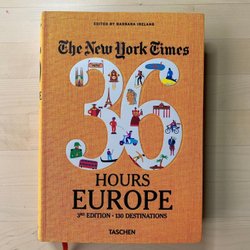 EDITED BY BARBARA IRELAND
The New York Times
36
HOURS
EUROPE
3RD EDITION • 130 DESTINATIONS
TASCHEN